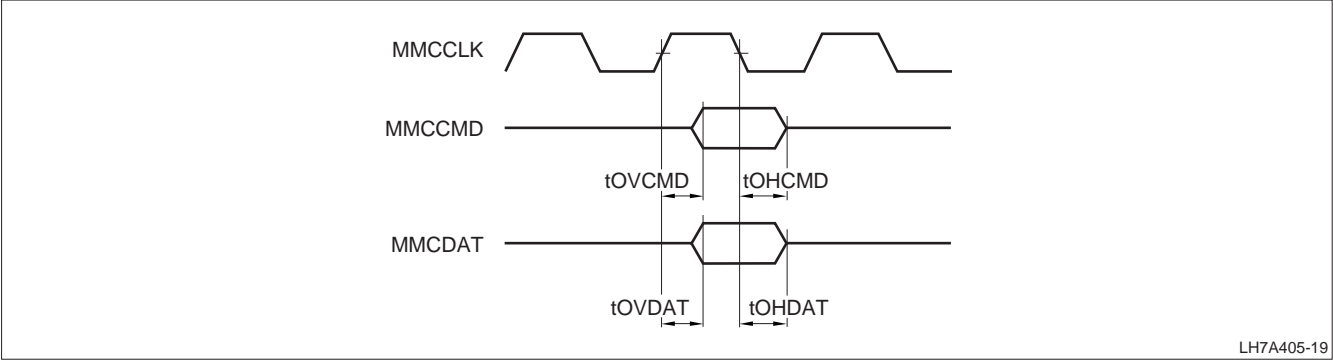 MMCCLK
MMCCMD
tOVCMD tOHCMD
MMCDAT
tOVDAT tOHDAT
LH7A405-19